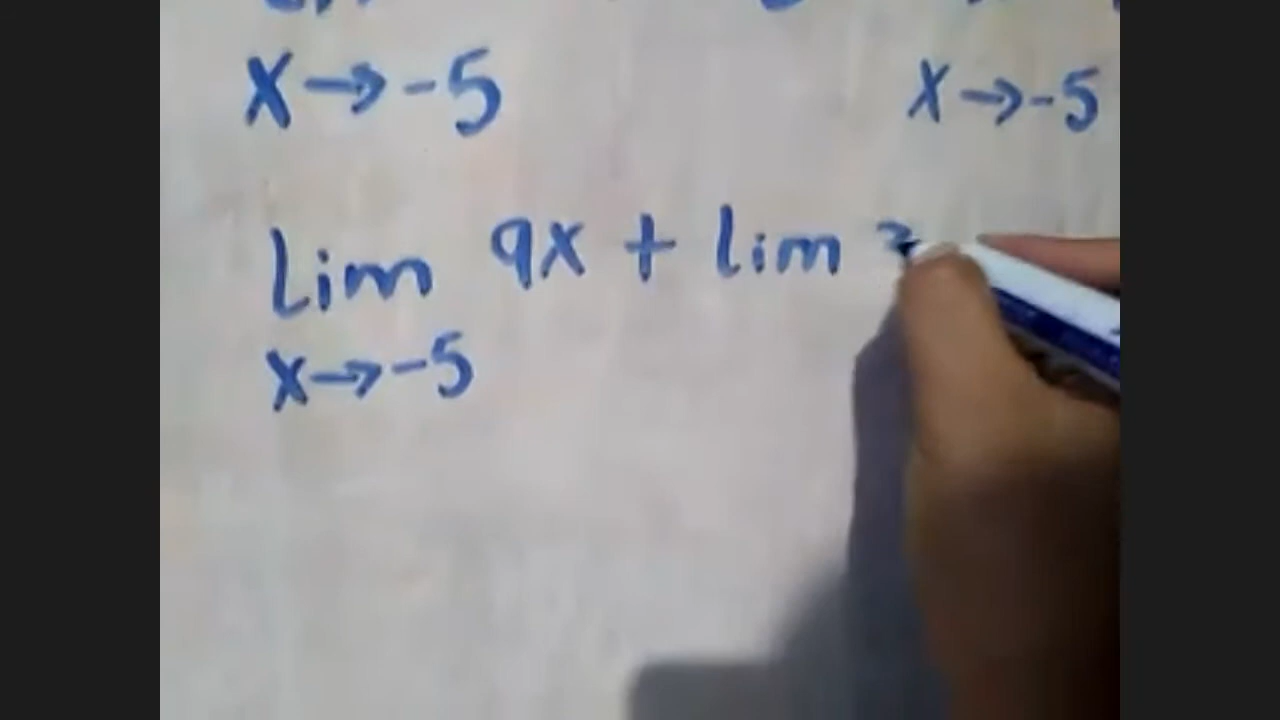 x→-5 x→-5
lim 9x + lim
x→-5